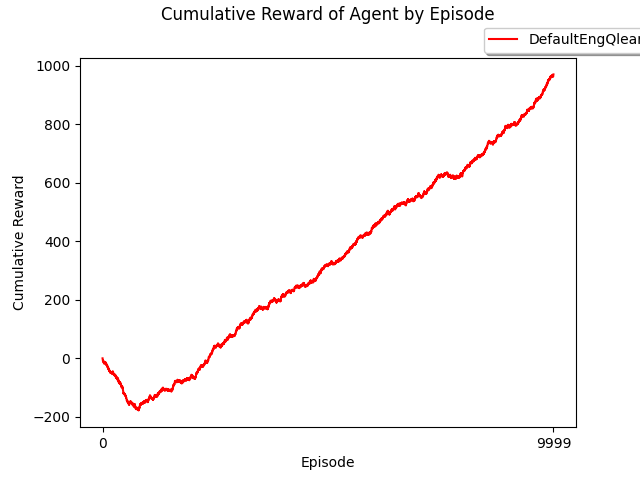 Cumulative Reward of Agent by Episode
DefaultEngQlear
1000
800
600
400
200
0
−200
Cumulative Reward
0
9999
Episode